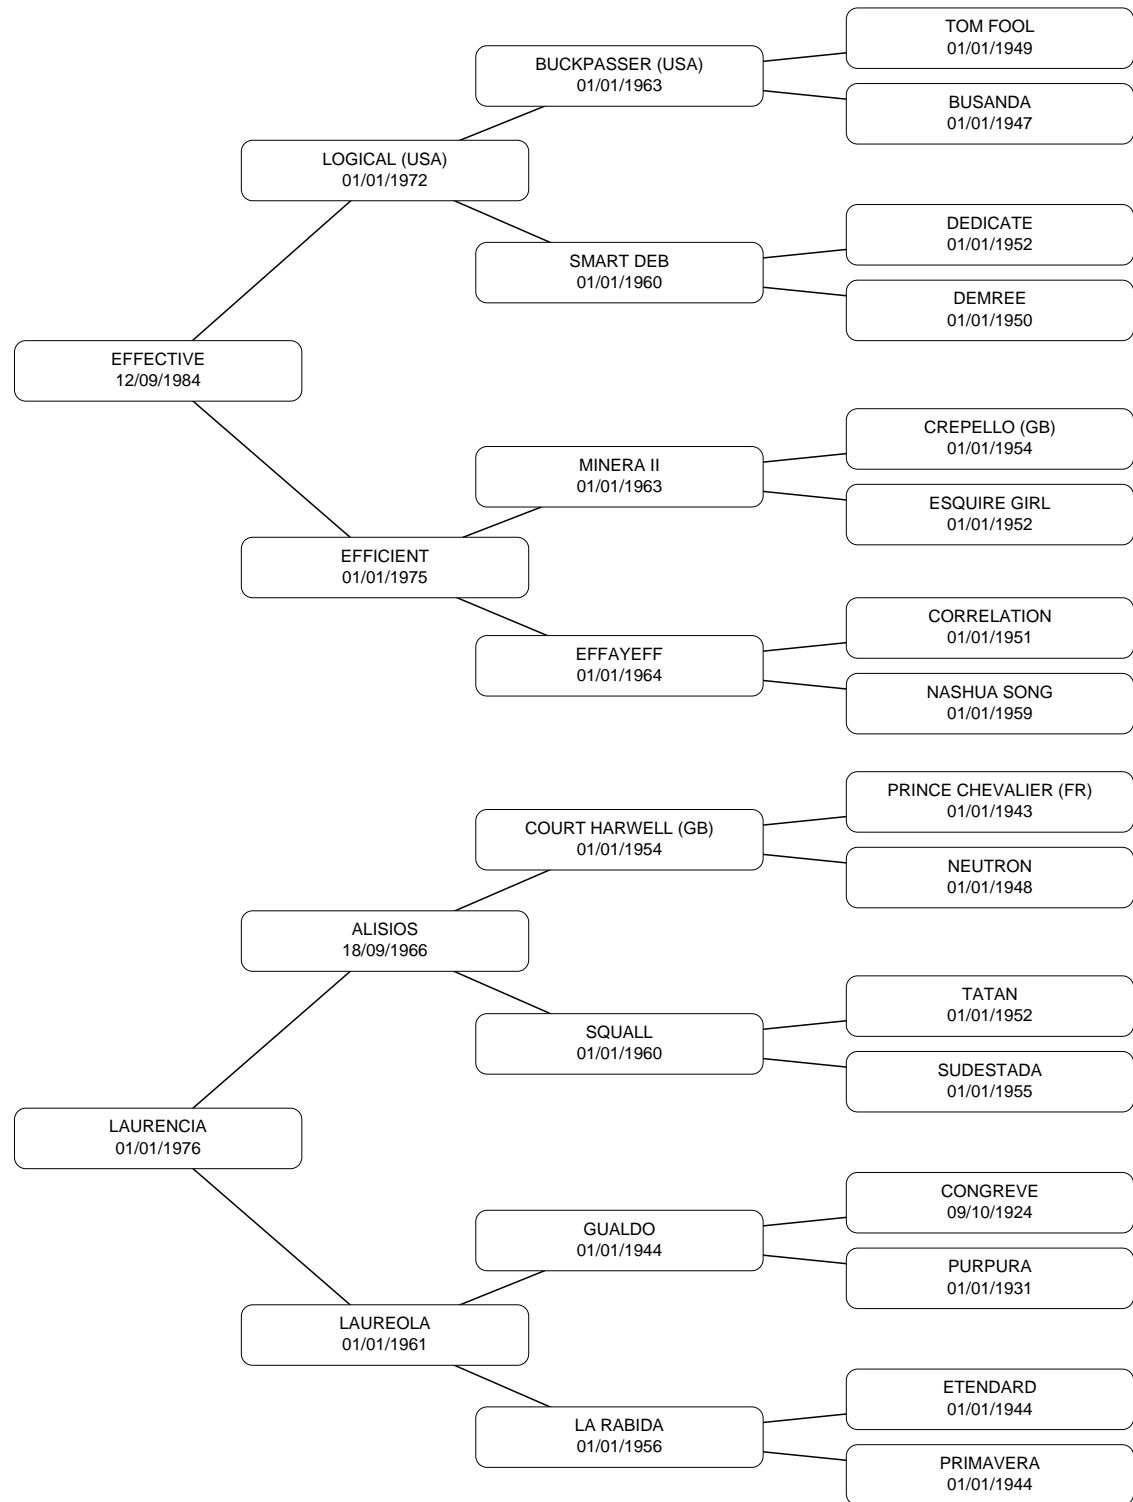 TOM FOOL
01/01/1949
BUCKPASSER (USA)
01/01/1963
BUSANDA
01/01/1947
LOGICAL (USA)
01/01/1972
DEDICATE
01/01/1952
SMART DEB
01/01/1960
DEMREE
01/01/1950
EFFECTIVE
12/09/1984
CREPELLO (GB)
01/01/1954
MINERA II
01/01/1963
ESQUIRE GIRL
01/01/1952
EFFICIENT
01/01/1975
CORRELATION
01/01/1951
EFFAYEFF
01/01/1964
NASHUA SONG
01/01/1959
PRINCE CHEVALIER (FR)
01/01/1943
COURT HARWELL (GB)
01/01/1954
NEUTRON
01/01/1948
ALISIOS
18/09/1966
TATAN
01/01/1952
SQUALL
01/01/1960
SUDESTADA
01/01/1955
LAURENCIA
01/01/1976
CONGREVE
09/10/1924
GUALDO
01/01/1944
PURPURA
01/01/1931
LAUREOLA
01/01/1961
ETENDARD
01/01/1944
LA RABIDA
01/01/1956
PRIMAVERA
01/01/1944